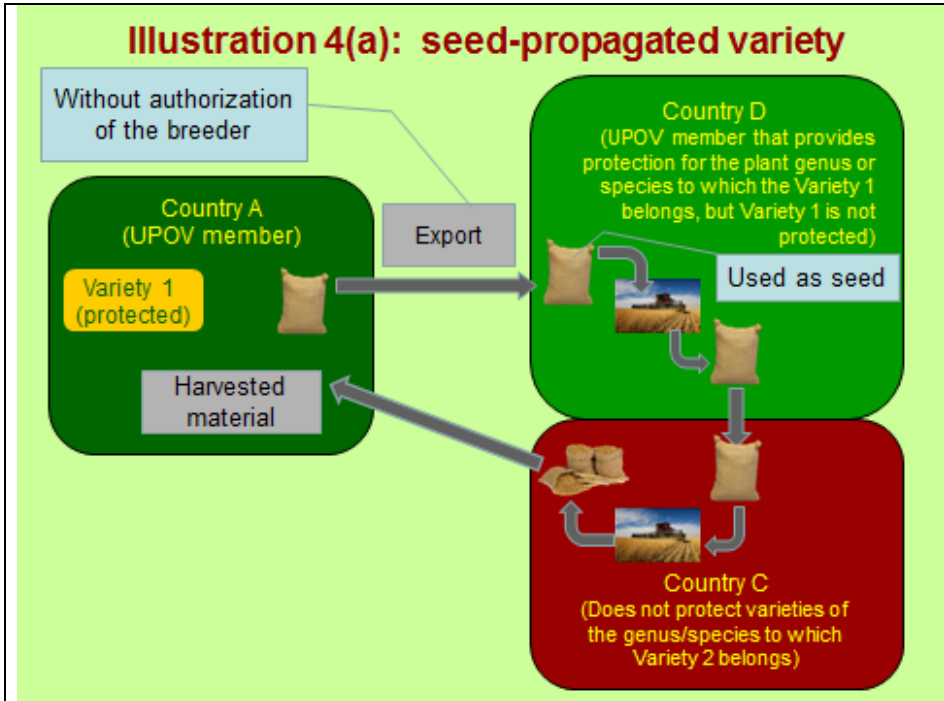 Illustration 4(a): seed-propagated variety
Without authorization
of the breeder
Country A
(UPOV member)
Variety 1
(protected)
Harvested
material
Export
Country D
(UPOV member that provides
protection for the plant genus or
species to which the Variety 1
belongs, but Variety 1 is not
protected)
Used as seed
Country C
(Does not protect varieties of
the genus/species to which
Variety 2 belongs)